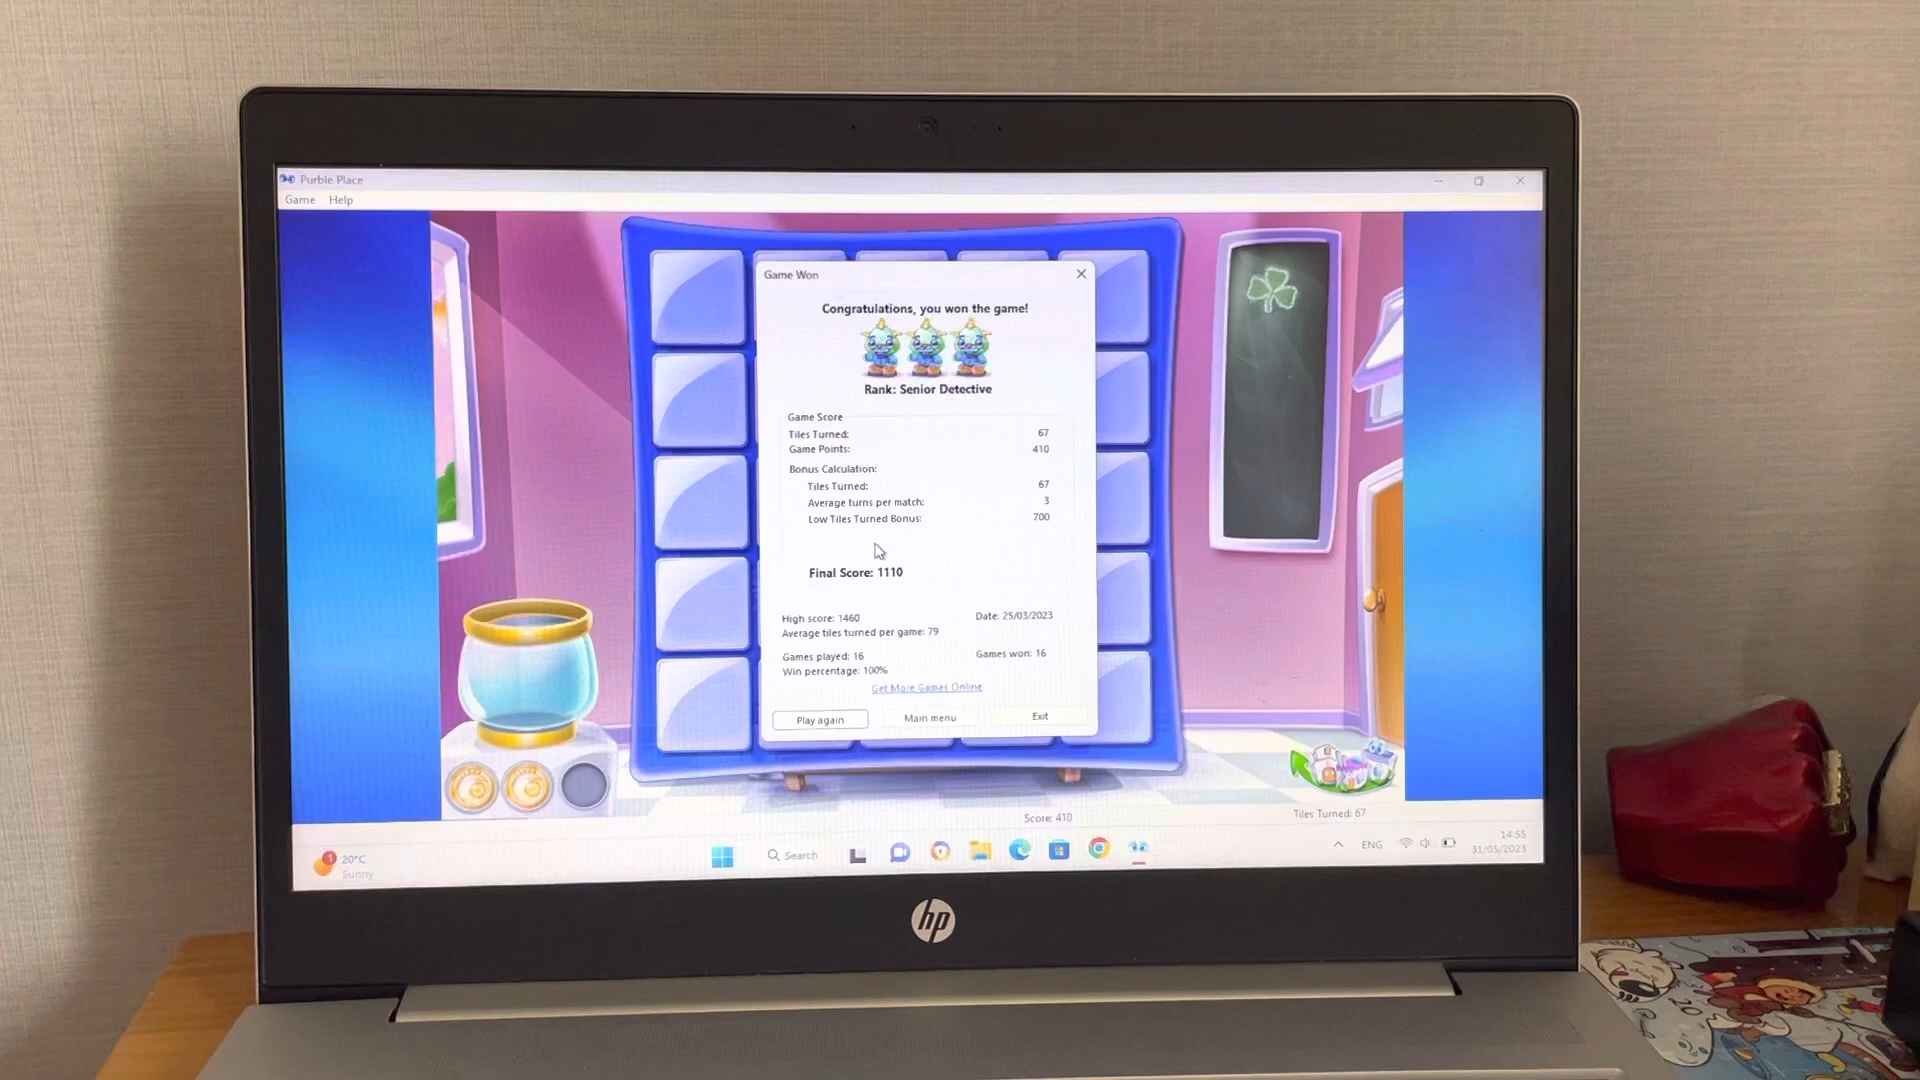 Purble Place
Game Help
Game Won
Congratulations, you won the game!
Rank: Senior Detective
Game Score
Tiles Turned: 67
Game Points: 410
Bonus Calculation:
Tiles Turned: 67
Average turns per match: 3
Low Tiles Turned Bonus: 700
Final Score: 1110
High score: 1460 Date: 25/03/2023
Average tiles turned per game: 79
Games played: 16 Games won: 16
Win percentage: 100%
Get More Games Online
Play again Main menu Exit
Score: 410 Tiles Turned: 67
1 20°C
Sunny
Search
ENG
14:55
31/05/2023
hp